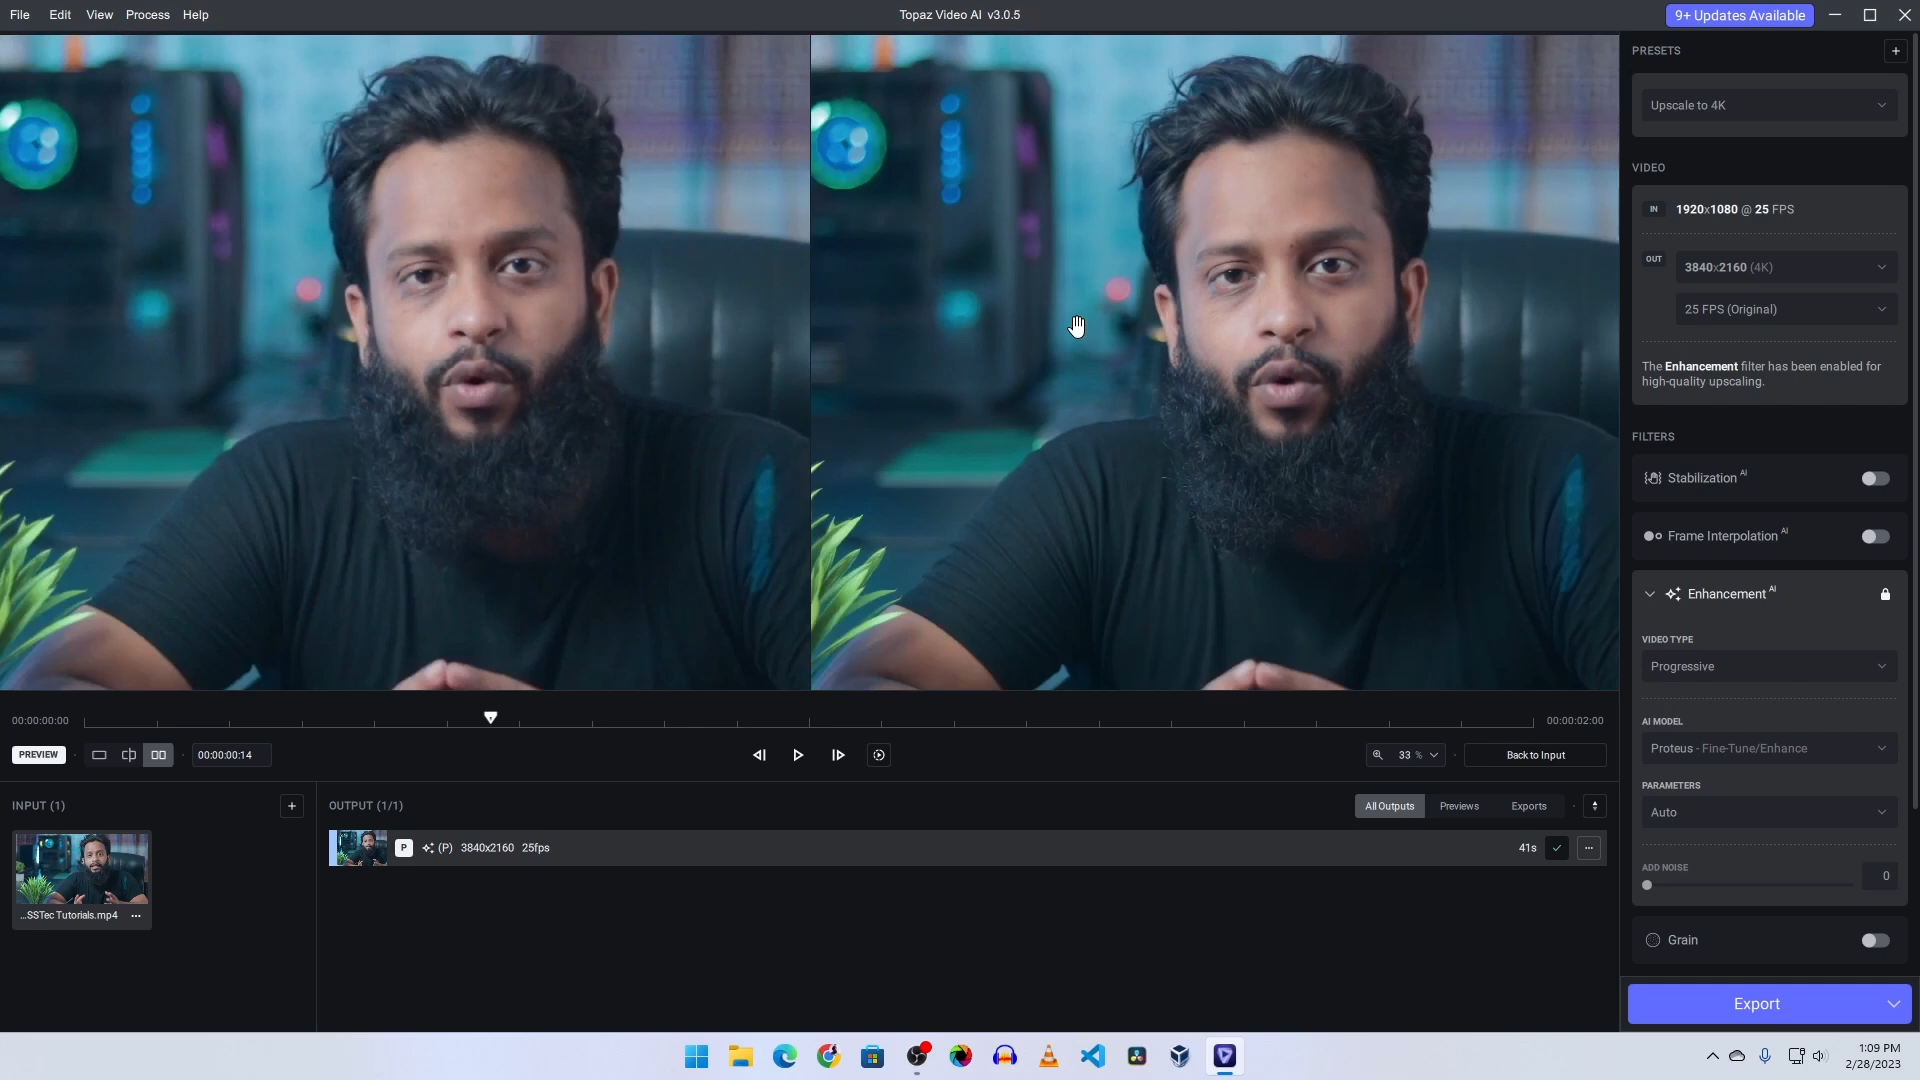 File Edit View Process Help
Topaz Video AI v3.0.5
9+ Updates Available
PRESETS
+
Upscale to 4K
VIDEO
IN 1920x1080 @ 25 FPS
OUT 3840x2160 (4K)
25 FPS (Original)
The Enhancement filter has been enabled for
high-quality upscaling.
FILTERS
Stabilization AI
Frame Interpolation AI
Enhancement AI
VIDEO TYPE
Progressive
AI MODEL
Proteus - Fine-Tune/Enhance
PARAMETERS
Auto
ADD NOISE 0
Grain
Export
00:00:00:00 00:00:02:00
PREVIEW 00:00:00:14 33 % Back to Input
INPUT (1) +
...SSTec Tutorials.mp4 ...
OUTPUT (1/1) All Outputs Previews Exports
P (P) 3840x2160 25fps 41s ...
1:09 PM
2/28/2023